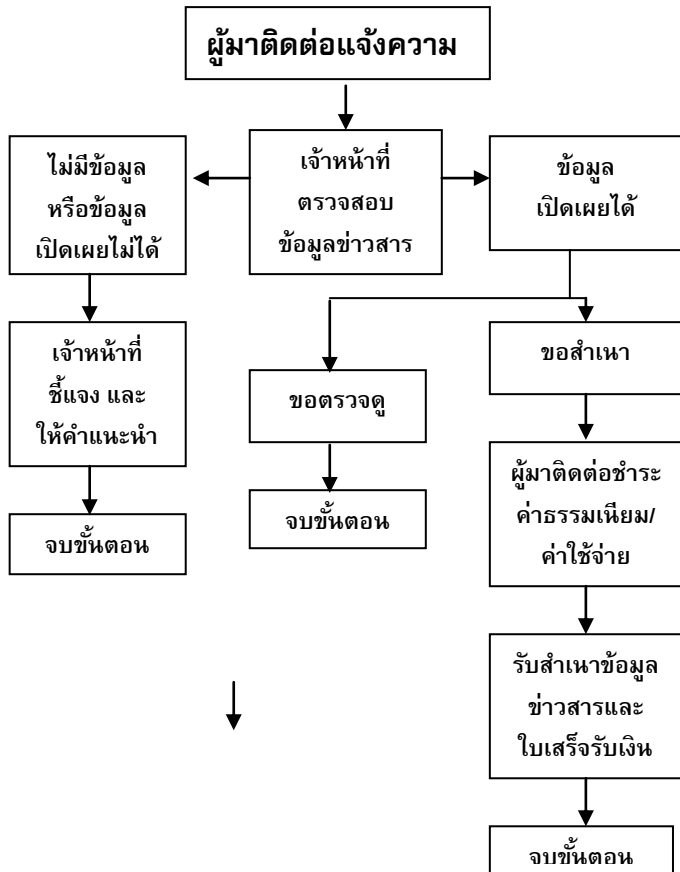 ผู้มาติดต่อแจ้งความ
ไม่มีข้อมูล
หรือข้อมูล
เปิดเผยไม่ได้
เจ้าหน้าที่
ตรวจสอบ
ข้อมูลข่าวสาร
ข้อมูล
เปิดเผยได้
เจ้าหน้าที่
ชี้แจง และ
ให้คำแนะนำ
ขอตรวจดู
ขอสำเนา
จบขั้นตอน
จบขั้นตอน
ผู้มาติดต่อชำระ
ค่าธรรมเนียม/
ค่าใช้จ่าย
รับสำเนาข้อมูล
ข่าวสารและ
ใบเสร็จรับเงิน
จบขั้นตอน